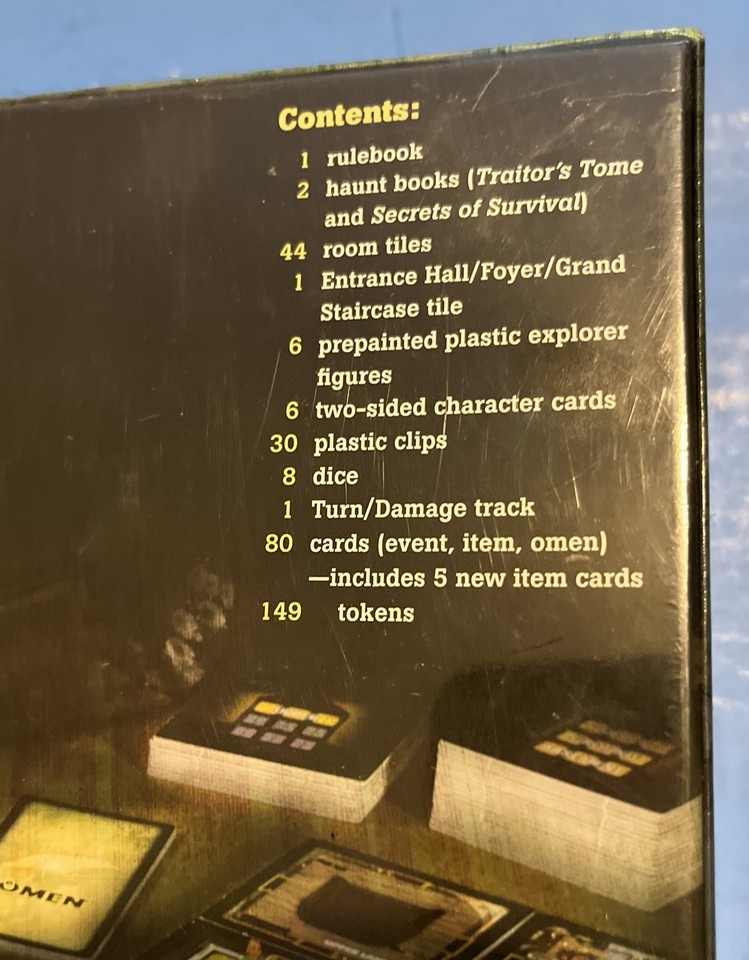 Contents:
1 rulebook
2 haunt books (Traitor's Tome
and Secrets of Survival)
44 room tiles
1 Entrance Hall/Foyer/Grand
Staircase tile
6 prepainted plastic explorer
figures
6 two-sided character cards
30 plastic clips
8 dice
1 Turn/Damage track
80 cards (event, item, omen)
—includes 5 new item cards
149 tokens
OMEN